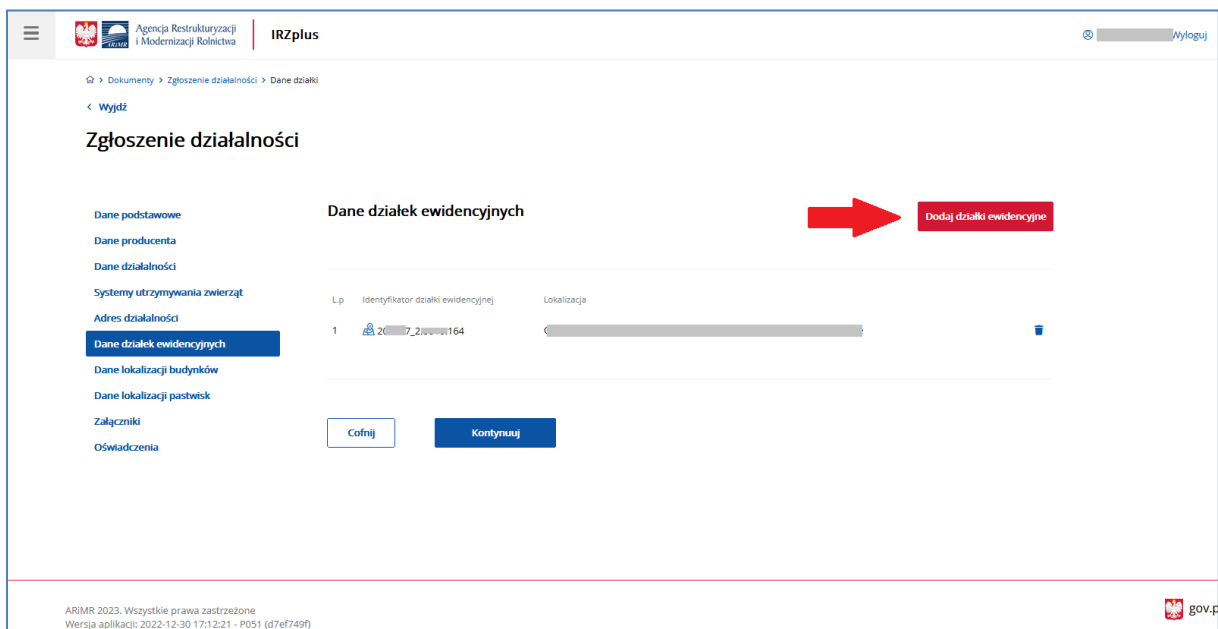 Agencja Restrukturyzacji
i Modernizacji Rolnictwa
ARiMR
IRZplus
Wyloguj
Dokumenty > Zgłoszenie działalności > Dane działki
< Wyjdź
Zgłoszenie działalności
Dane podstawowe
Dane producenta
Dane działalności
Systemy utrzymywania zwierząt
Adres działalności
Dane działek ewidencyjnych
Dane lokalizacji budynków
Dane lokalizacji pastwisk
Załączniki
Oświadczenia
Dane działek ewidencyjnych
Dodaj działki ewidencyjne
L.p Identyfikator działki ewidencyjnej Lokalizacja
1
Cofnij
Kontynuuj
ARiMR 2023. Wszystkie prawa zastrzeżone
Wersja aplikacji: 2022-12-30 17:12:21 - P051 (d7ef749f)
gov.p